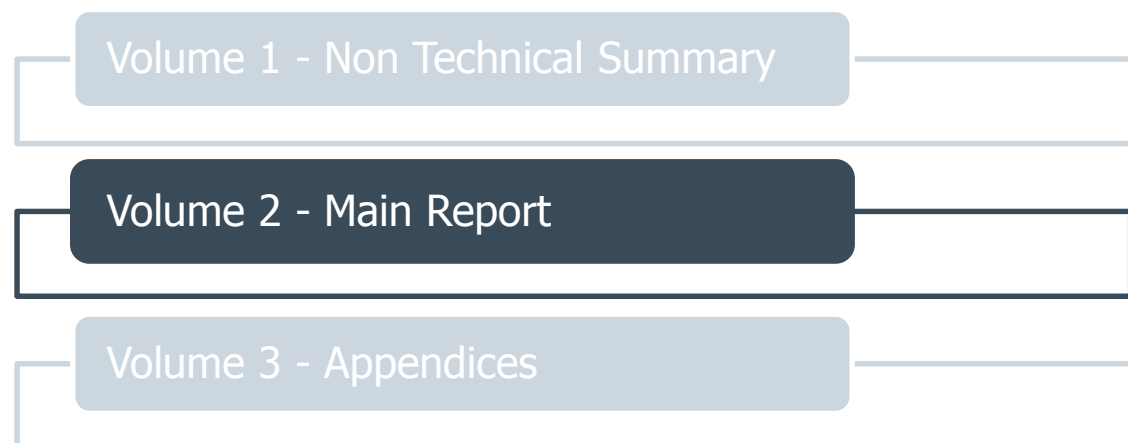 Volume 1 - Non Technical Summary
Volume 2 - Main Report
Volume 3 - Appendices